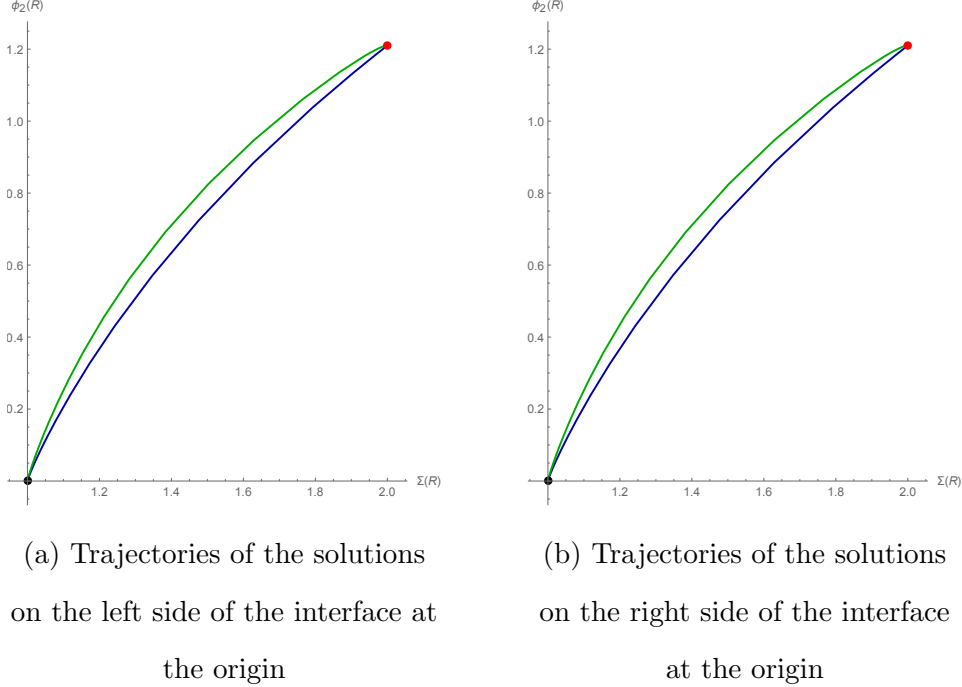 ϕ₂(R)
1.2
1.0
0.8
0.6
0.4
0.2
1.2 1.4 1.6 1.8 2.0 Σ(R)
(a) Trajectories of the solutions
on the left side of the interface at
the origin
ϕ₂(R)
1.2
1.0
0.8
0.6
0.4
0.2
1.2 1.4 1.6 1.8 2.0 Σ(R)
(b) Trajectories of the solutions
on the right side of the interface
at the origin